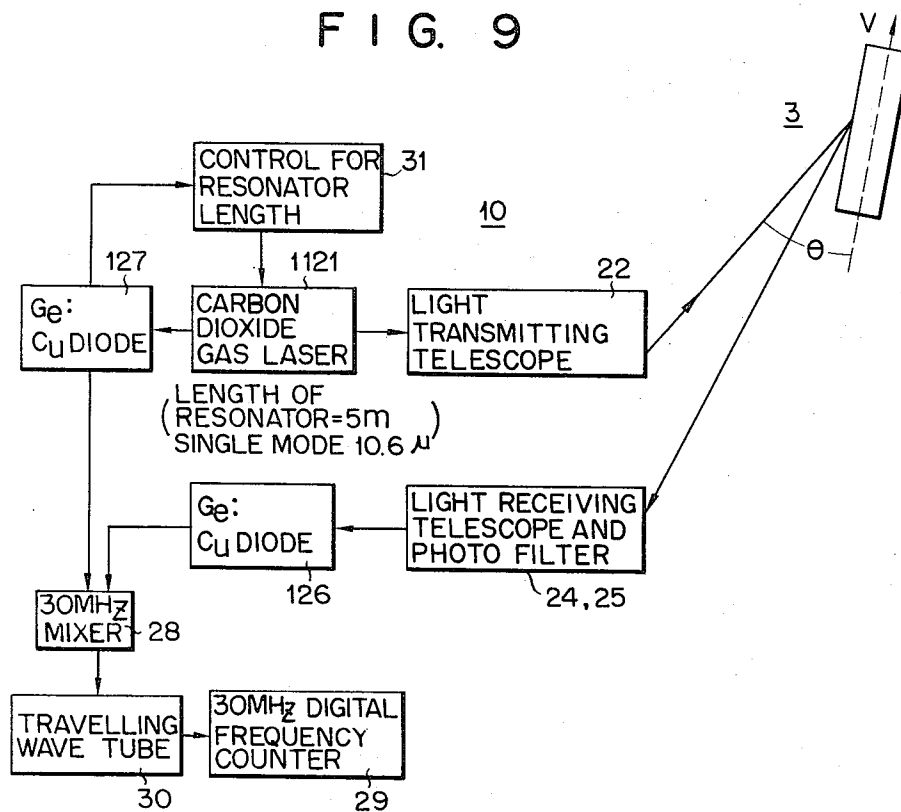 FIG. 9
V
3
CONTROL FOR
RESONATOR
LENGTH
31
10
θ
127
1121
22
Ge:
Cu DIODE
CARBON
DIOXIDE
GAS LASER
LIGHT
TRANSMITTING
TELESCOPE
(LENGTH OF
RESONATOR=5m
SINGLE MODE 10.6 μ)
Ge:
Cu DIODE
126
LIGHT RECEIVING
TELESCOPE AND
PHOTO FILTER
24, 25
30MHz
MIXER
28
TRAVELLING
WAVE TUBE
30
30MHz DIGITAL
FREQUENCY
COUNTER
29